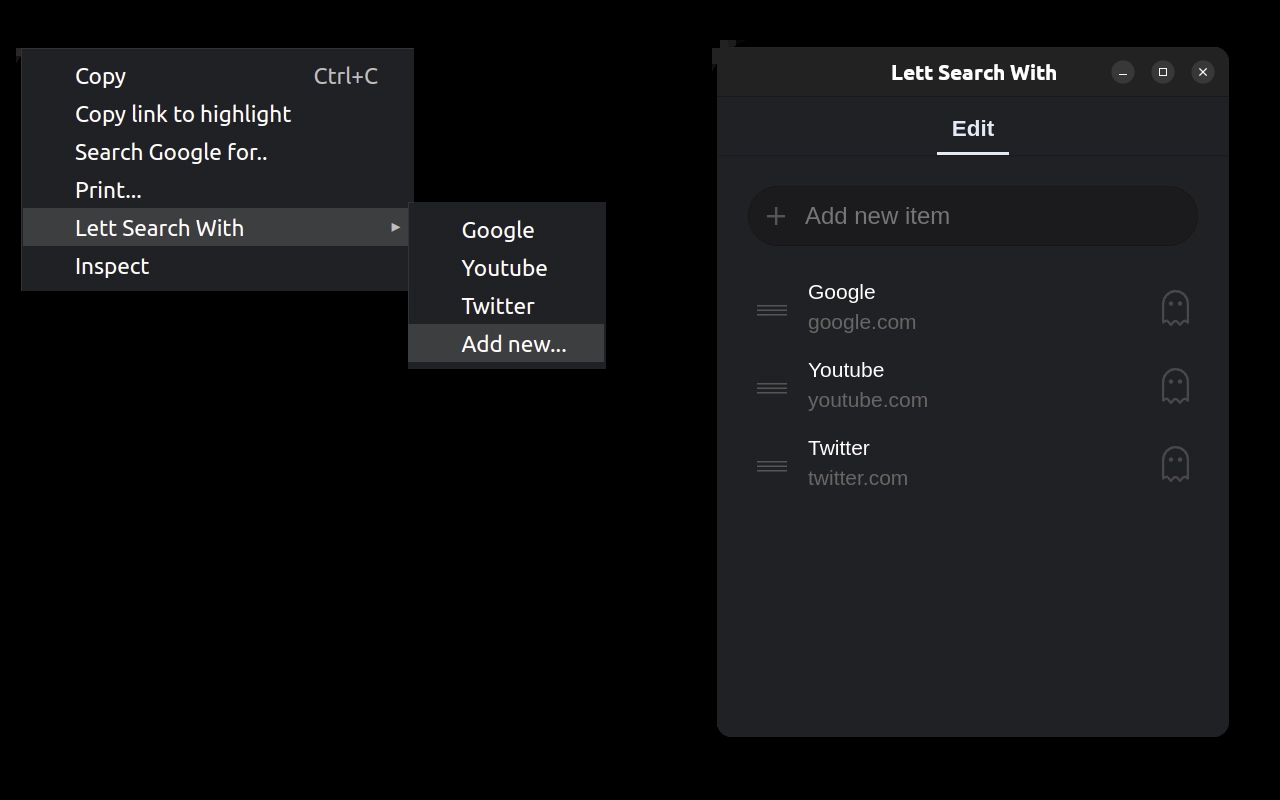 Copy Ctrl+C
Copy link to highlight
Search Google for..
Print...
Lett Search With
Inspect
Google
Youtube
Twitter
Add new...
Lett Search With
Edit
Add new item
Google
google.com
Youtube
youtube.com
Twitter
twitter.com